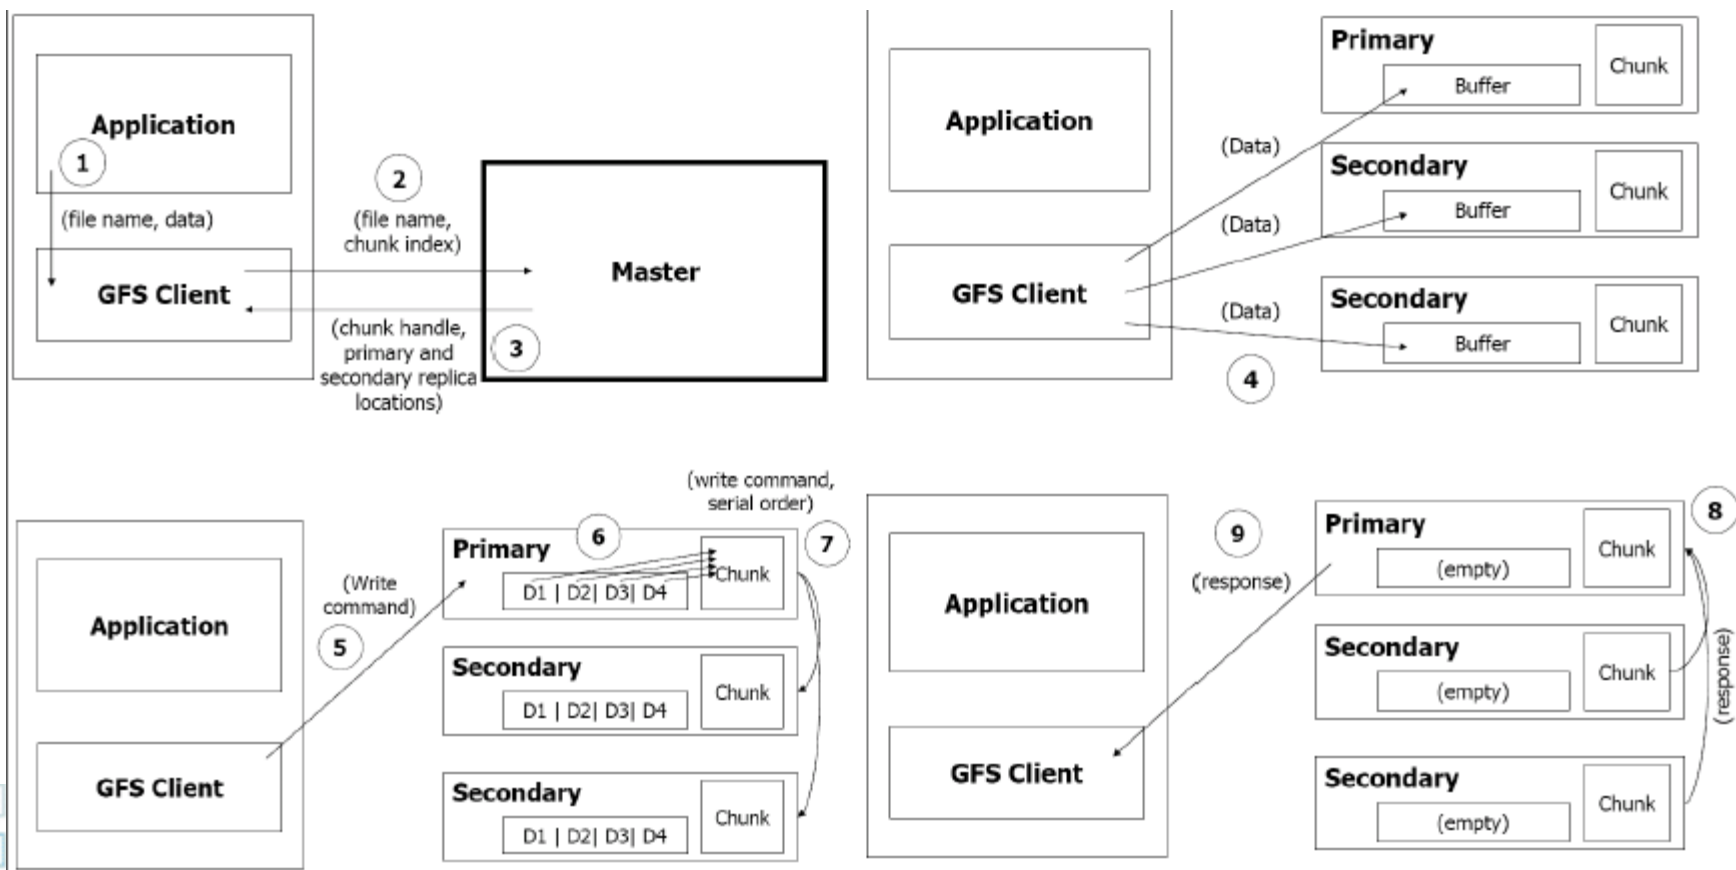 Application
1
(file name, data)
GFS Client
2
(file name,
chunk index)
Master
(chunk handle,
primary and
secondary replica
locations)
3
Application
GFS Client
(Data)
(Data)
(Data)
4
Primary
Buffer
Chunk
Secondary
Buffer
Chunk
Secondary
Buffer
Chunk
Application
GFS Client
(Write
command)
5
(write command,
serial order)
6
7
Primary
D1 | D2| D3| D4
Chunk
Secondary
D1 | D2| D3| D4
Chunk
Secondary
D1 | D2| D3| D4
Chunk
Application
GFS Client
9
(response)
8
Primary
(empty)
Chunk
Secondary
(empty)
Chunk
Secondary
(empty)
Chunk
(response)